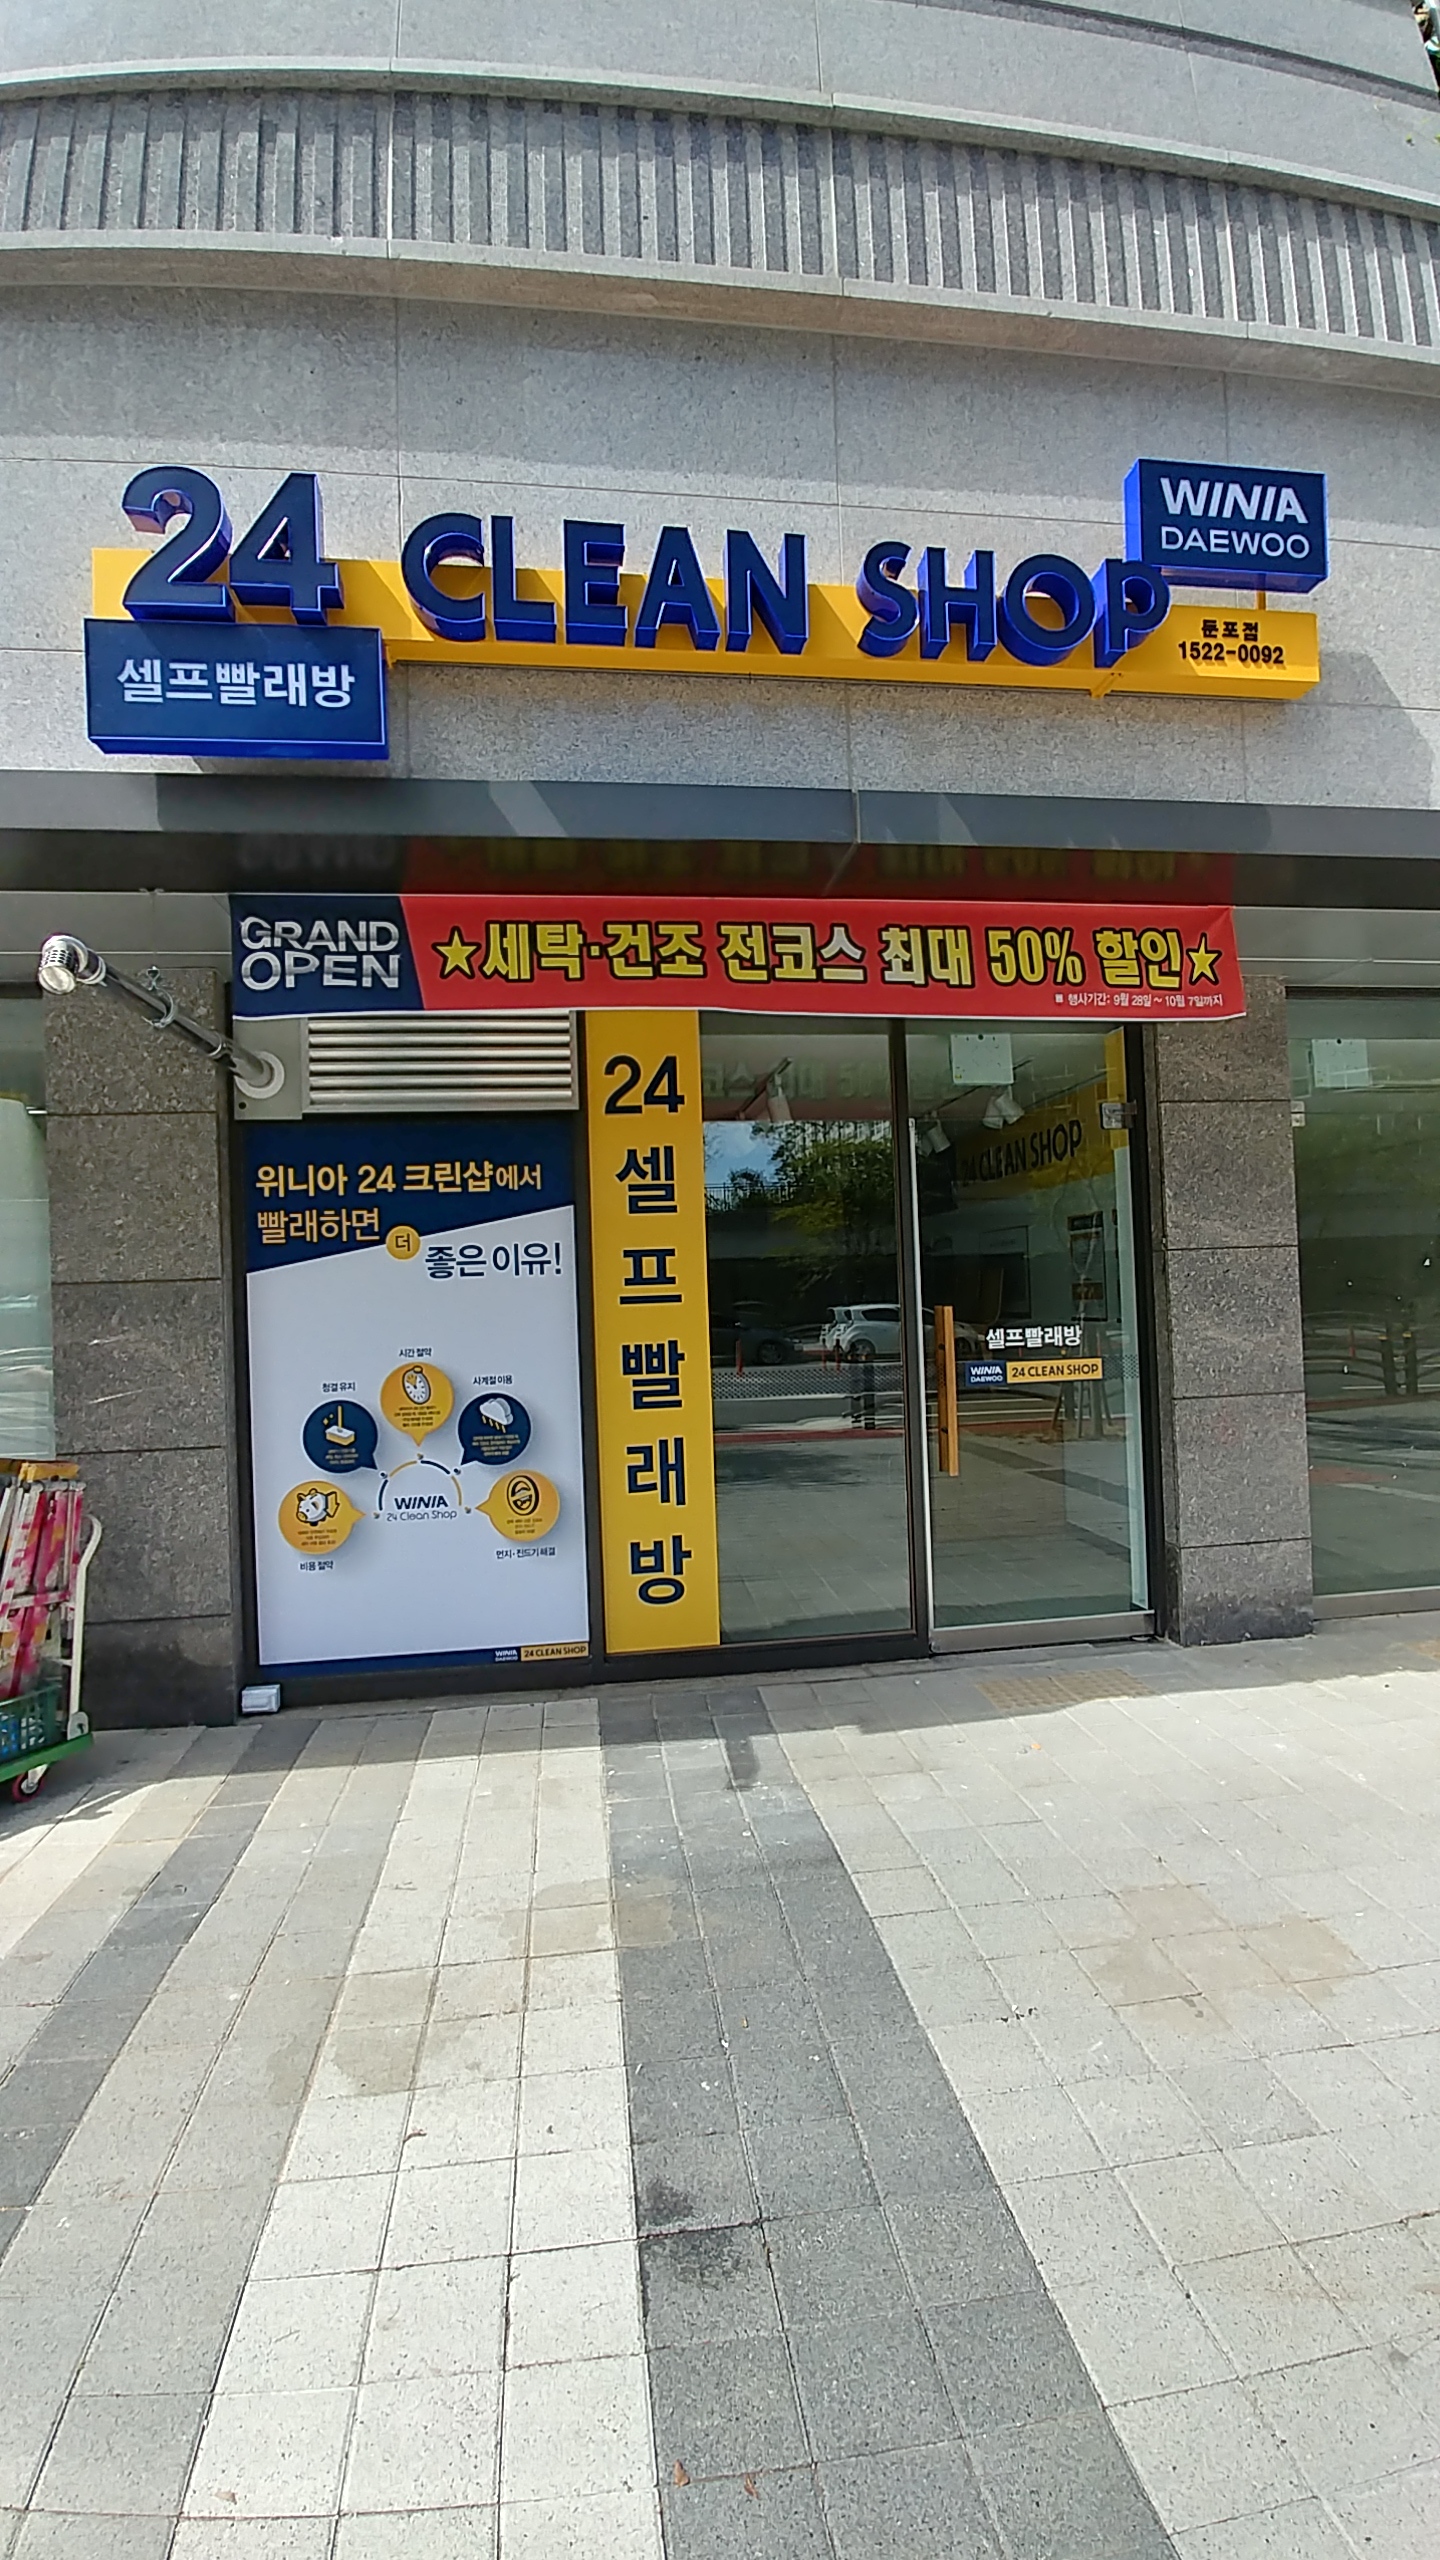 24 CLEAN SHOP
WINIA
DAEWOO
둔포점
1522-0092
셀프빨래방
GRAND
OPEN
★세탁·건조 전코스 최대 50% 할인★
■ 행사기간: 9월 28일 ~ 10월 7일까지
24
셀
프
빨
래
방
위니아 24 크린샵에서
빨래하면 더 좋은 이유!
시간 절약
청결 유지
사계절 이용
WINIA
24 Clean Shop
비용 절약
먼지·진드기 해결
WINIA
DAEWOO
24 CLEAN SHOP
24 CLEAN SHOP
셀프빨래방
WINIA
DAEWOO
24 CLEAN SHOP